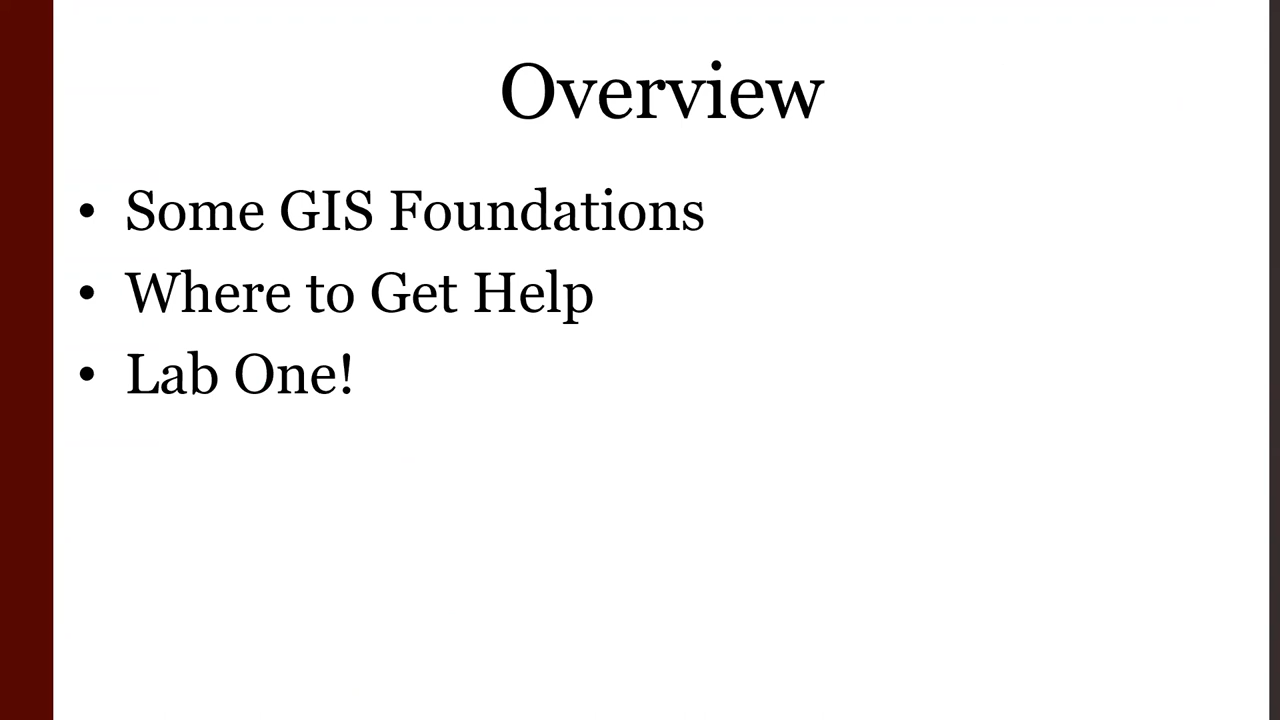 Overview
• Some GIS Foundations
• Where to Get Help
• Lab One!